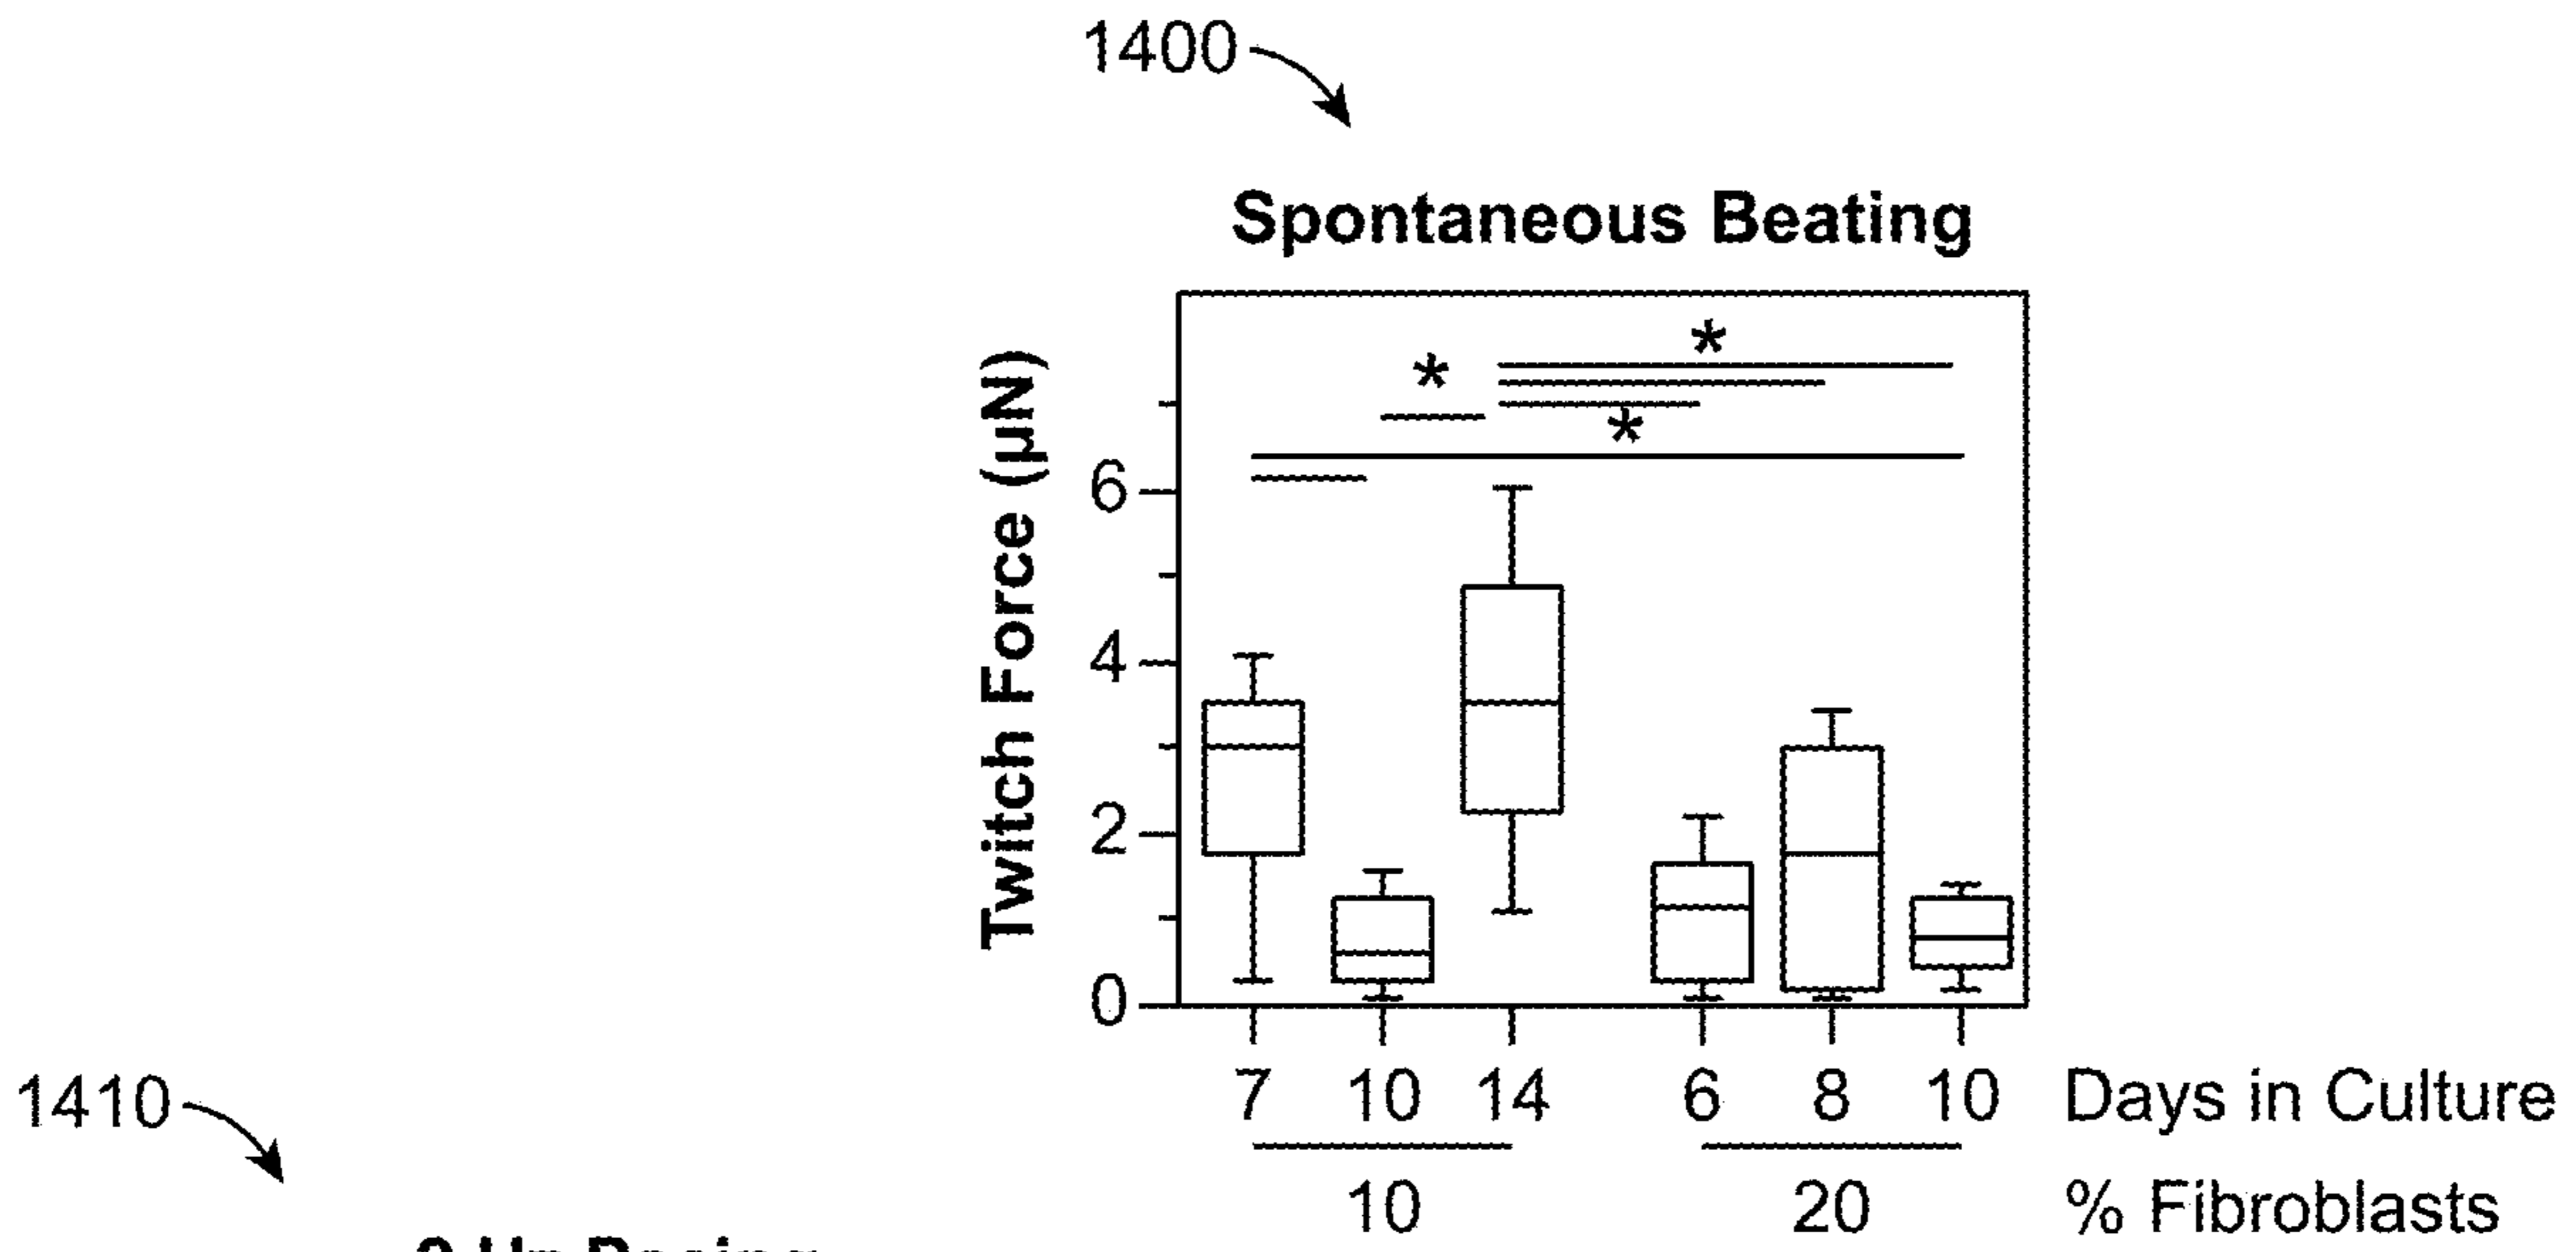 1400
Spontaneous Beating
Twitch Force (µN)
*
*
*
6
4
2
0
7 10 14 6 8 10 Days in Culture
10 20 % Fibroblasts
1410